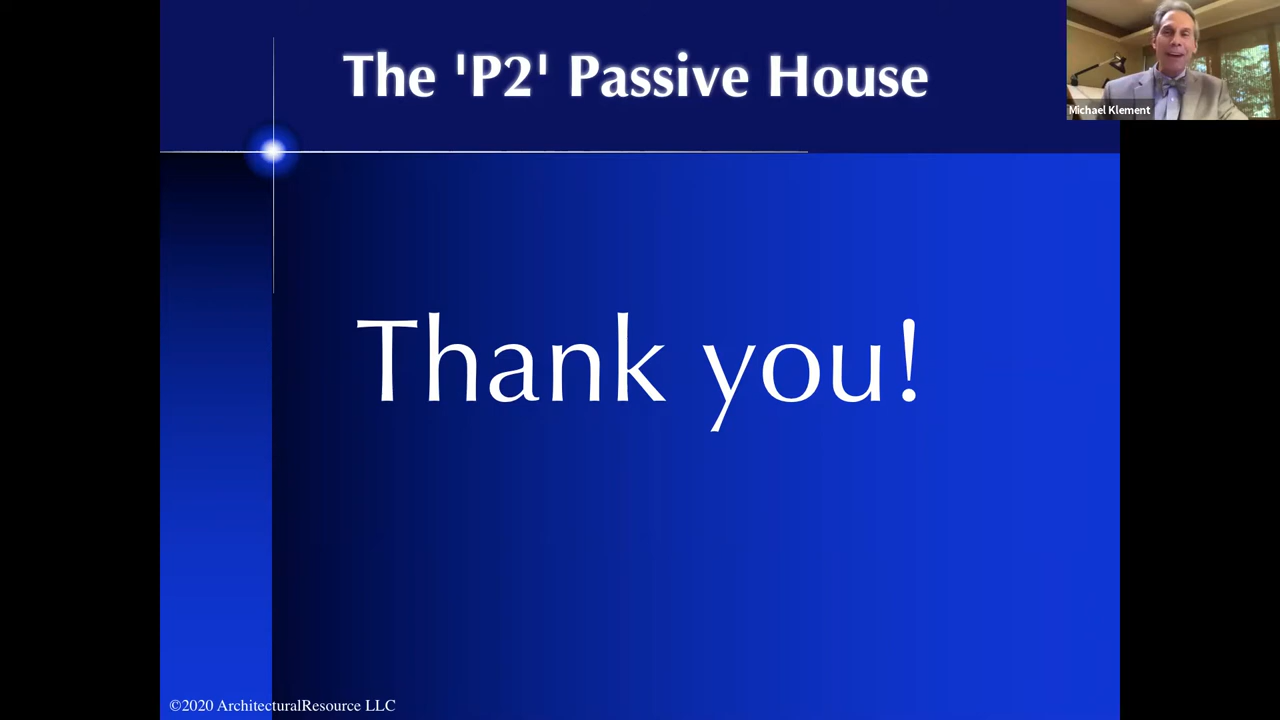 The 'P2' Passive House
Michael Klement
Thank you!
©2020 ArchitecturalResource LLC